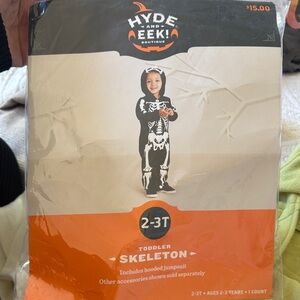 $15.00
HYDE
AND
EEK!
BOUTIQUE
2-3T
TODDLER
SKELETON
Includes hooded jumpsuit
Other accessories shown sold separately
2-3T • AGES 2-3 YEARS • 1 COUNT